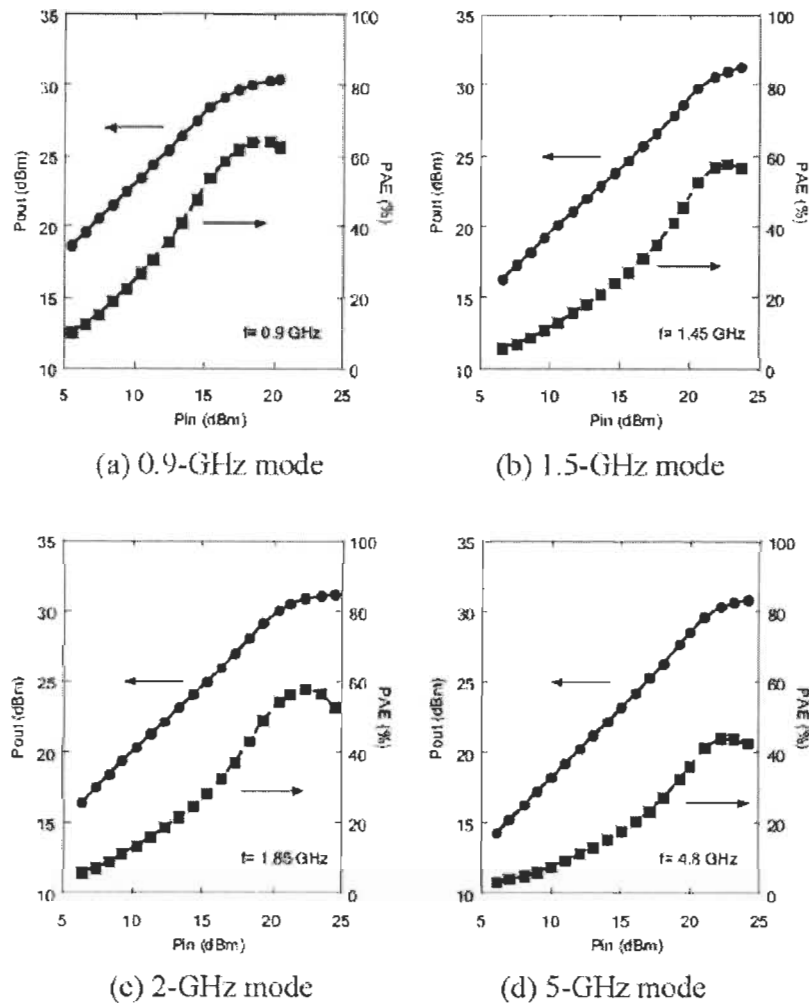 35
30
25
20
15
10
Pout (dBm)
100
80
60
40
20
0
PAE (%)
f= 0.9 GHz
5 10 15 20 25
Pin (dBm)
(a) 0.9-GHz mode
35
30
25
20
15
10
Pout (dBm)
100
80
60
40
20
0
PAE (%)
f= 1.45 GHz
5 10 15 20 25
Pin (dBm)
(b) 1.5-GHz mode
35
30
25
20
15
10
Pout (dBm)
100
80
60
40
20
0
PAE (%)
f= 1.85 GHz
5 10 15 20 25
Pin (dBm)
(c) 2-GHz mode
35
30
25
20
15
10
Pout (dBm)
100
80
60
40
20
0
PAE (%)
f= 4.8 GHz
5 10 15 20 25
Pin (dBm)
(d) 5-GHz mode